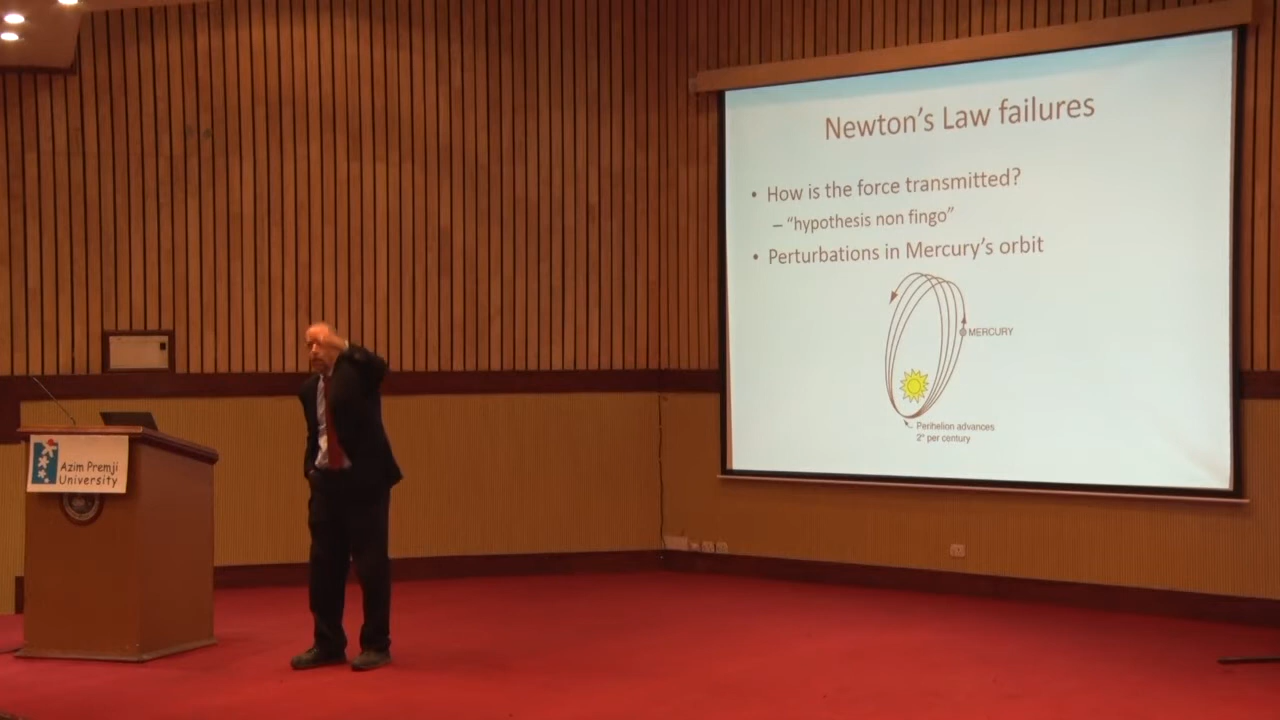 Newton's Law failures
• How is the force transmitted?
– "hypothesis non fingo"
• Perturbations in Mercury's orbit
MERCURY
Perihelion advances
2° per century
Azim Premji
University